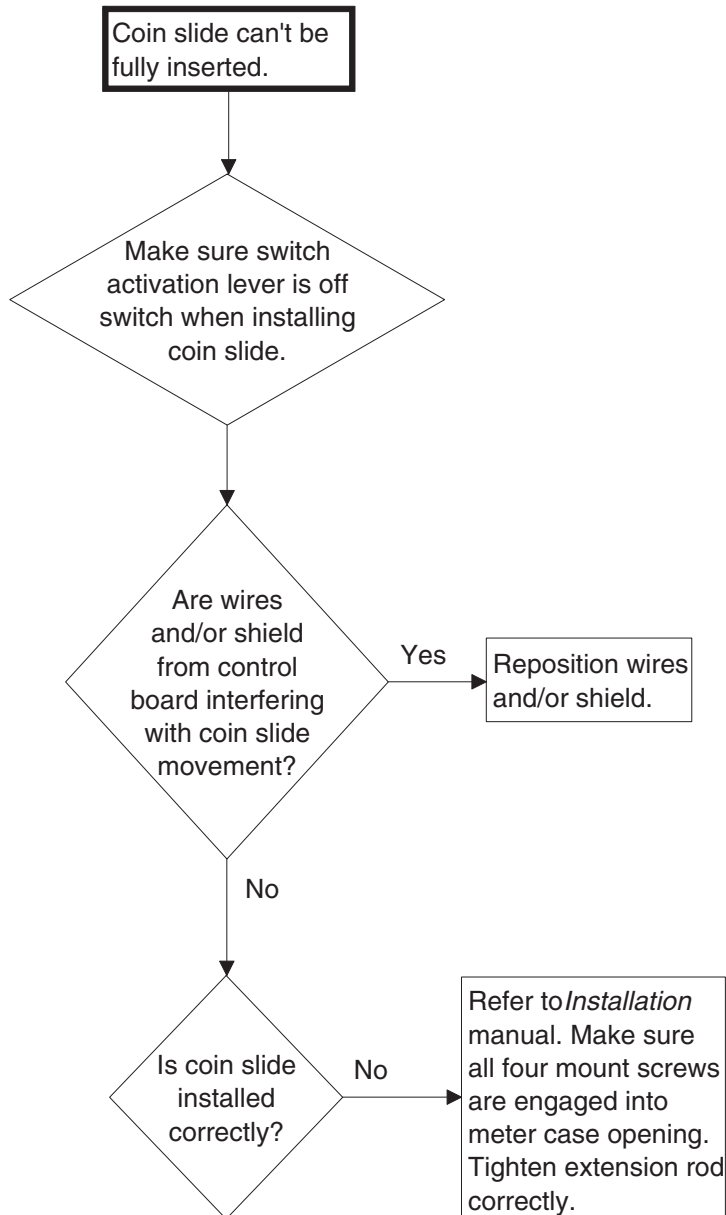 Coin slide can't be
fully inserted.
Make sure switch
activation lever is off
switch when installing
coin slide.
Are wires
and/or shield
from control
board interfering
with coin slide
movement?
Yes
Reposition wires
and/or shield.
No
Is coin slide
installed
correctly?
No
Refer to Installation
manual. Make sure
all four mount screws
are engaged into
meter case opening.
Tighten extension rod
correctly.